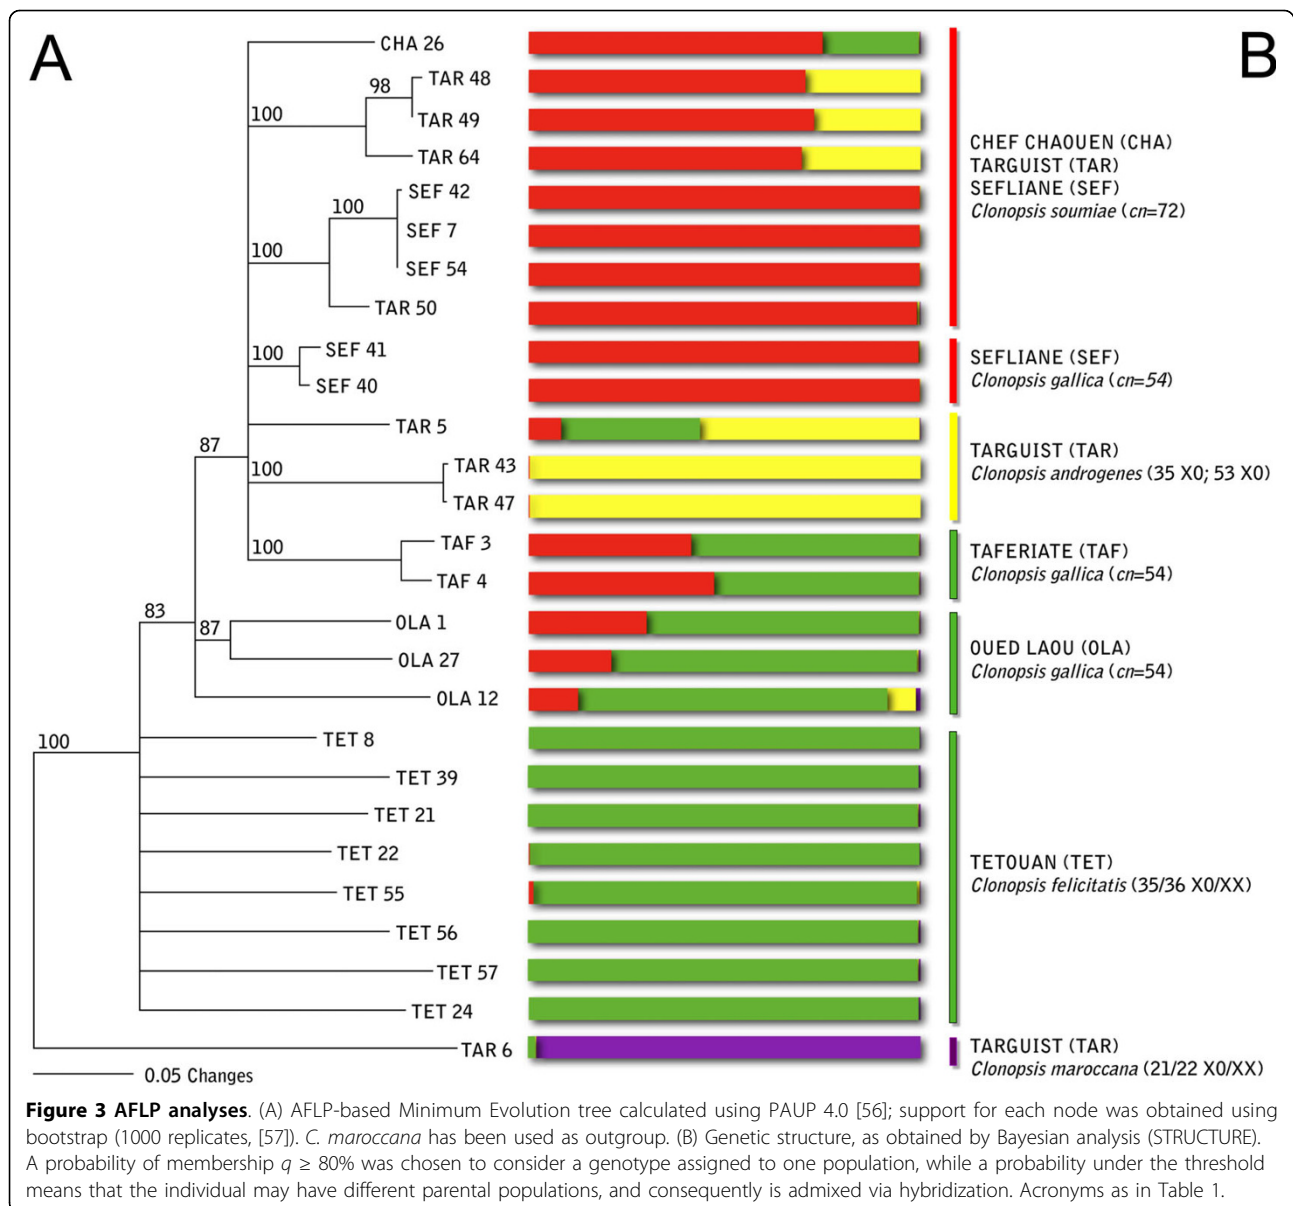 A
B
CHA 26
98
TAR 48
100
TAR 49
TAR 64
SEF 42
100
SEF 7
100
SEF 54
TAR 50
100
SEF 41
SEF 40
TAR 5
87
100
TAR 43
TAR 47
100
TAF 3
TAF 4
83
87
OLA 1
OLA 27
OLA 12
100
TET 8
TET 39
TET 21
TET 22
TET 55
TET 56
TET 57
TET 24
TAR 6
0.05 Changes
CHEF CHAOUEN (CHA)
TARGUIST (TAR)
SEFLIANE (SEF)
Clonopsis soumiae (cn=72)
SEFLIANE (SEF)
Clonopsis gallica (cn=54)
TARGUIST (TAR)
Clonopsis androgenes (35 X0; 53 X0)
TAFERIATE (TAF)
Clonopsis gallica (cn=54)
OUED LAOU (OLA)
Clonopsis gallica (cn=54)
TETOUAN (TET)
Clonopsis felicitatis (35/36 X0/XX)
TARGUIST (TAR)
Clonopsis maroccana (21/22 X0/XX)
Figure 3 AFLP analyses. (A) AFLP-based Minimum Evolution tree calculated using PAUP 4.0 [56]; support for each node was obtained using
bootstrap (1000 replicates, [57]). C. maroccana has been used as outgroup. (B) Genetic structure, as obtained by Bayesian analysis (STRUCTURE).
A probability of membership q ≥ 80% was chosen to consider a genotype assigned to one population, while a probability under the threshold
means that the individual may have different parental populations, and consequently is admixed via hybridization. Acronyms as in Table 1.